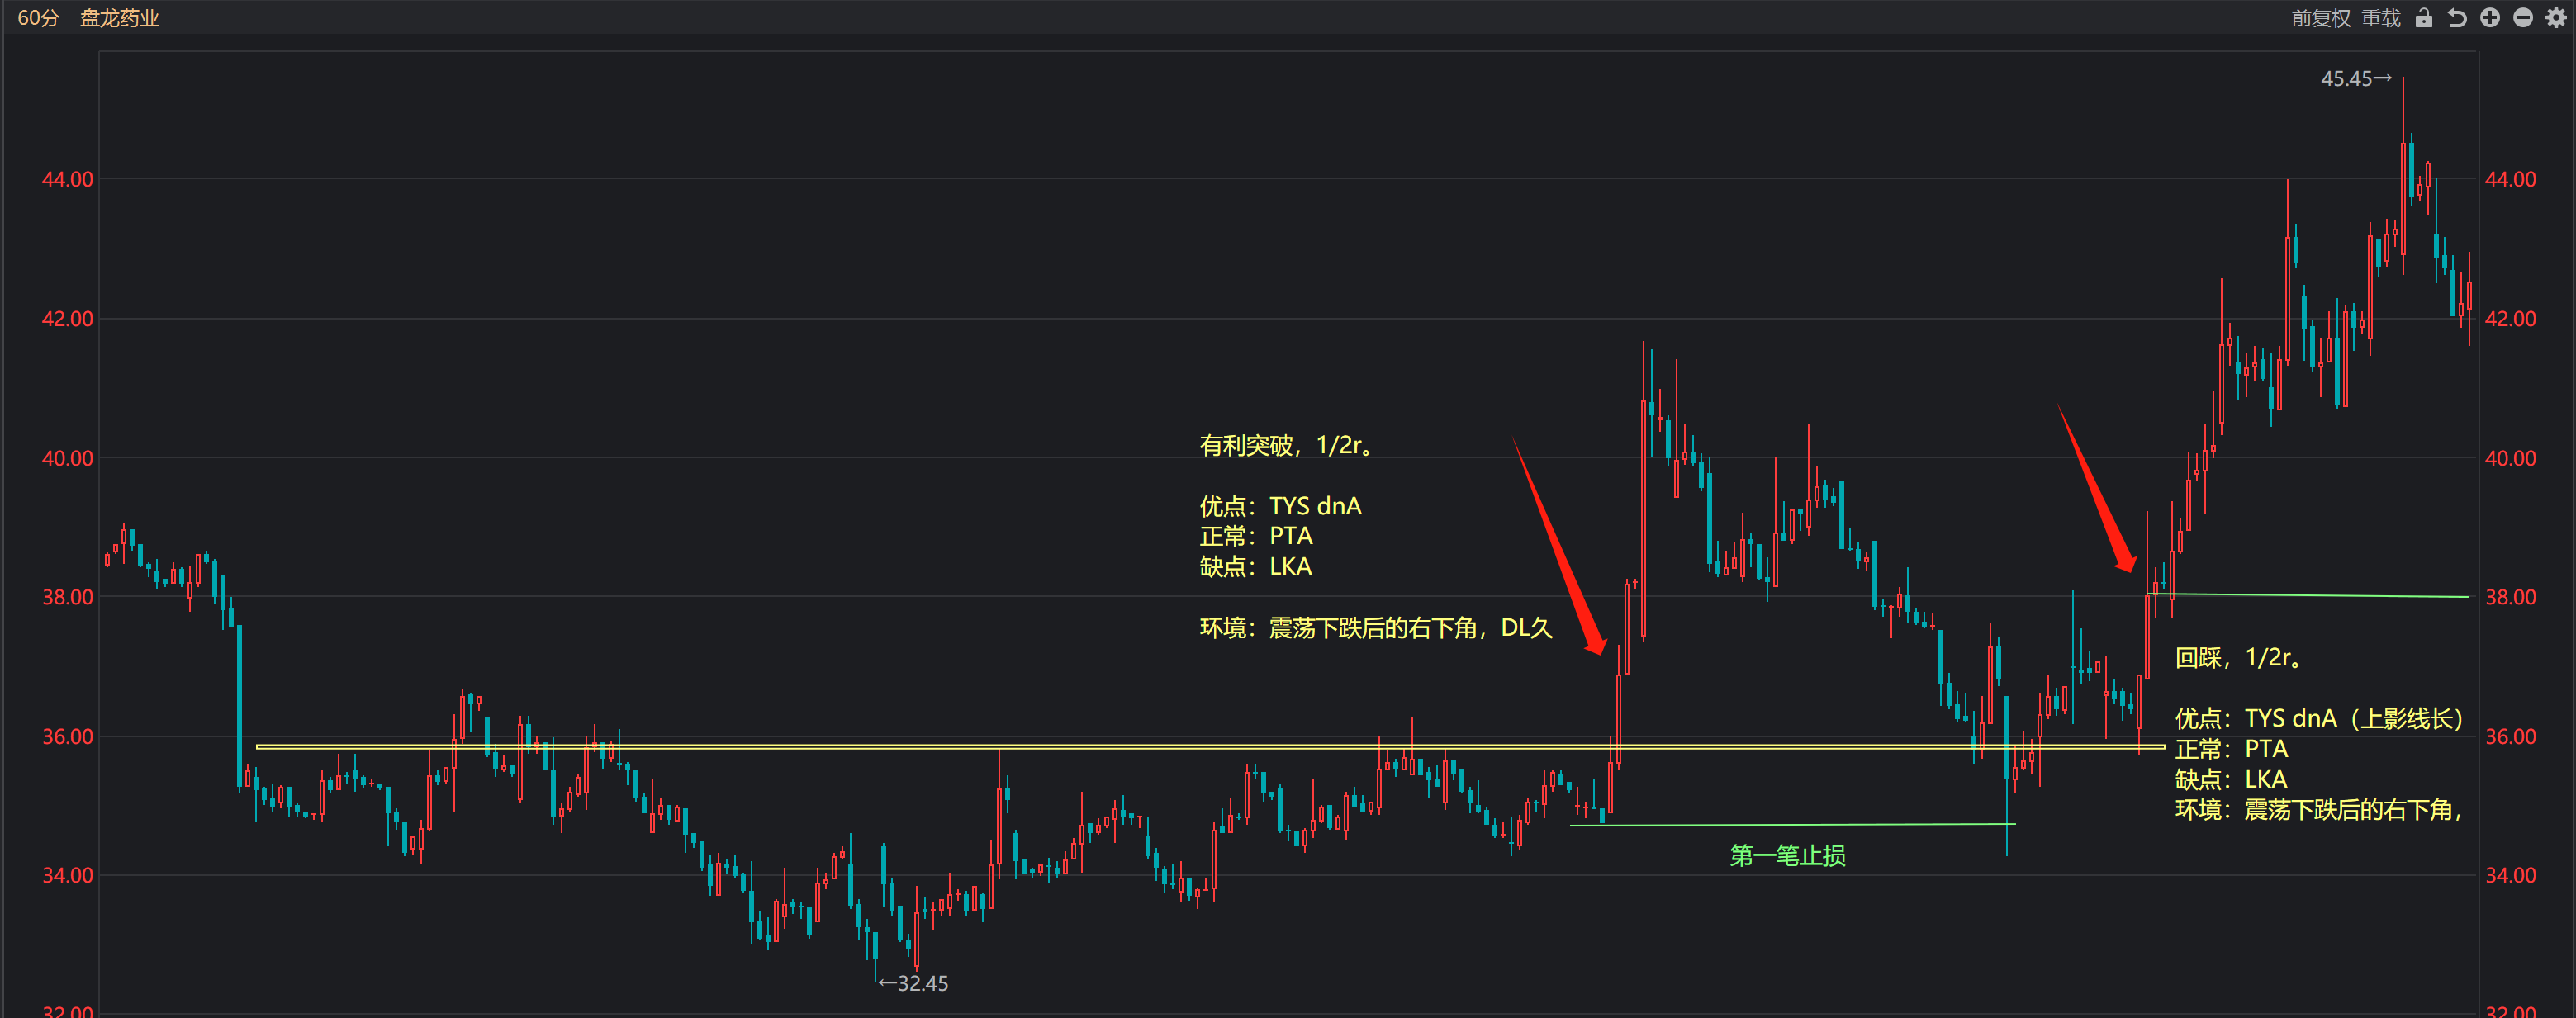 60分 盘龙药业
前复权 重载
45.45→
44.00 44.00
42.00 42.00
有利突破，1/2r。
40.00 40.00
优点：TYS dnA
正常：PTA
缺点：LKA
38.00 38.00
环境：震荡下跌后的右下角，DL久
回踩，1/2r。
优点：TYS dnA（上影线长）
36.00 36.00
正常：PTA
缺点：LKA
环境：震荡下跌后的右下角，
第一笔止损
34.00 34.00
←32.45
32.00 32.00